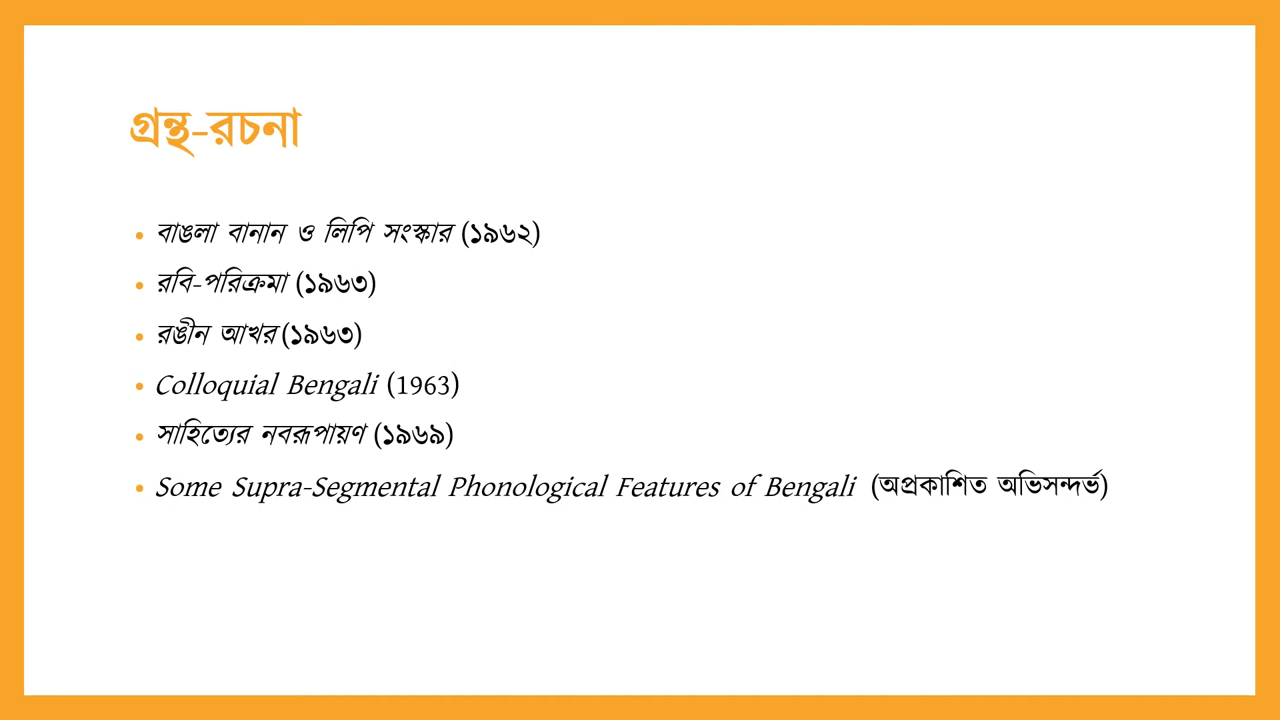 গ্রন্থ-রচনা
• বাঙলা বানান ও লিপি সংস্কার (১৯৬২)
• রবি-পরিক্রমা (১৯৬৩)
• রঙীন আখর (১৯৬৩)
• Colloquial Bengali (1963)
• সাহিত্যের নবরূপায়ণ (১৯৬৯)
• Some Supra-Segmental Phonological Features of Bengali (অপ্রকাশিত অভিসন্দর্ভ)